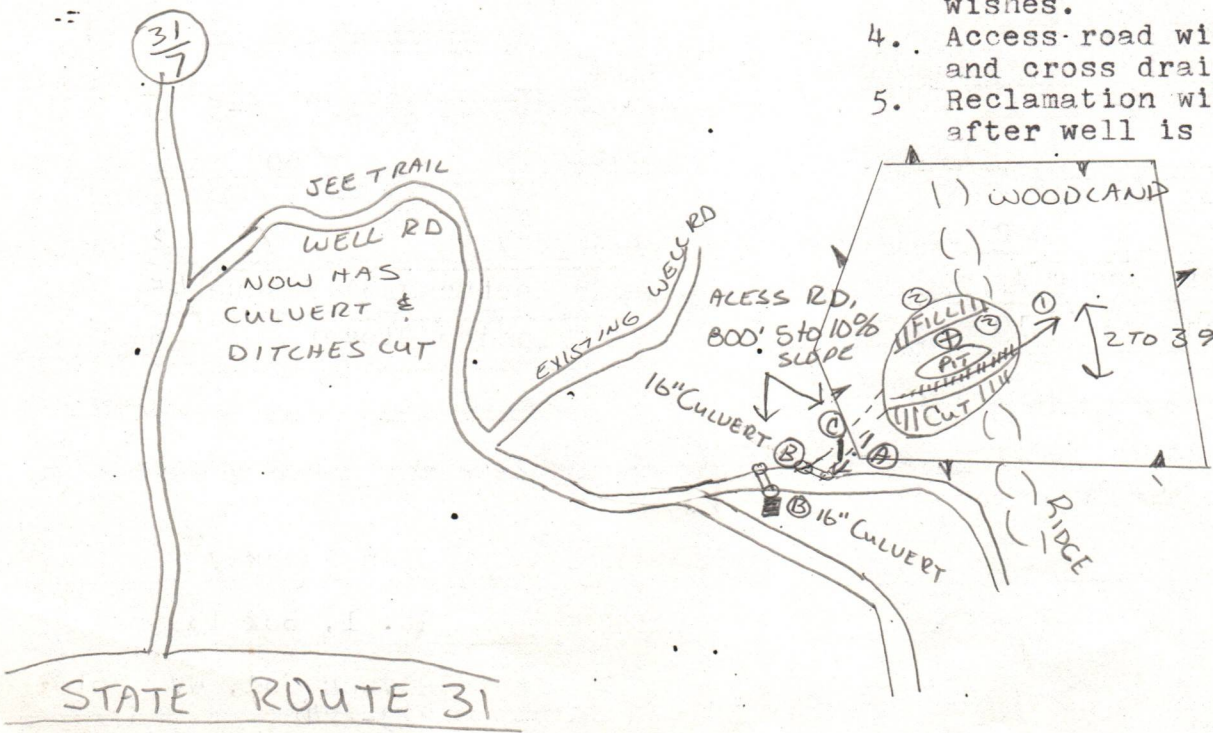 wishes.
4. Access road wi
and cross drai
5. Reclamation wi
after well is
31
7
JEE TRAIL
WELL RD
NOW HAS
CULVERT &
DITCHES CUT
EXISTING WELL RD
ACESS RD,
800' 5 to 10%
SLOPE
16" CULVERT
B
C
A
B 16" CULVERT
WOODLAND
2
FILL
2
1
PIT
CUT
2 TO 3%
RIDGE
STATE ROUTE 31